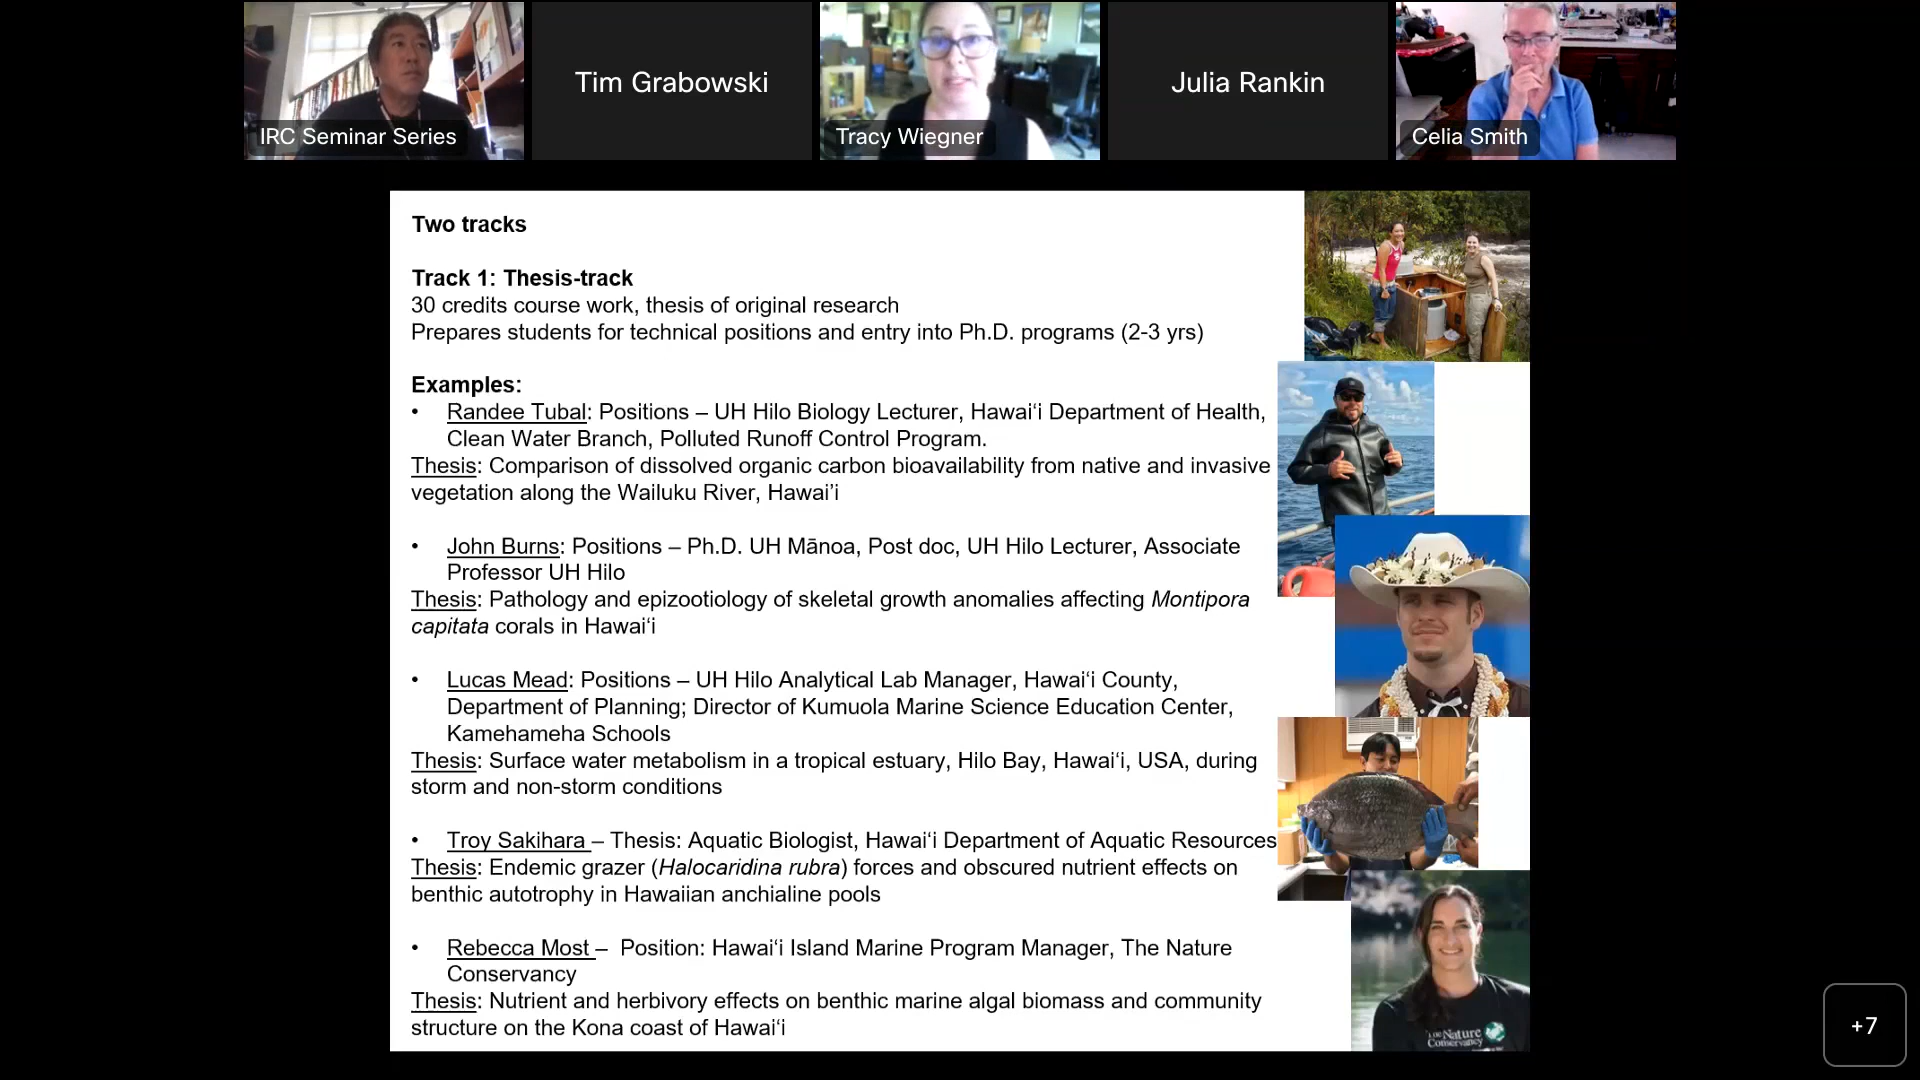 IRC Seminar Series
Tim Grabowski
Tracy Wiegner
Julia Rankin
Celia Smith
Two tracks
Track 1: Thesis-track
30 credits course work, thesis of original research
Prepares students for technical positions and entry into Ph.D. programs (2-3 yrs)
Examples:
• Randee Tubal: Positions – UH Hilo Biology Lecturer, Hawaiʻi Department of Health,
Clean Water Branch, Polluted Runoff Control Program.
Thesis: Comparison of dissolved organic carbon bioavailability from native and invasive
vegetation along the Wailuku River, Hawai’i
• John Burns: Positions – Ph.D. UH Mānoa, Post doc, UH Hilo Lecturer, Associate
Professor UH Hilo
Thesis: Pathology and epizootiology of skeletal growth anomalies affecting Montipora
capitata corals in Hawaiʻi
• Lucas Mead: Positions – UH Hilo Analytical Lab Manager, Hawaiʻi County,
Department of Planning; Director of Kumuola Marine Science Education Center,
Kamehameha Schools
Thesis: Surface water metabolism in a tropical estuary, Hilo Bay, Hawaiʻi, USA, during
storm and non-storm conditions
• Troy Sakihara – Thesis: Aquatic Biologist, Hawaiʻi Department of Aquatic Resources
Thesis: Endemic grazer (Halocaridina rubra) forces and obscured nutrient effects on
benthic autotrophy in Hawaiian anchialine pools
• Rebecca Most – Position: Hawaiʻi Island Marine Program Manager, The Nature
Conservancy
Thesis: Nutrient and herbivory effects on benthic marine algal biomass and community
structure on the Kona coast of Hawaiʻi
The Nature
Conservancy
+7